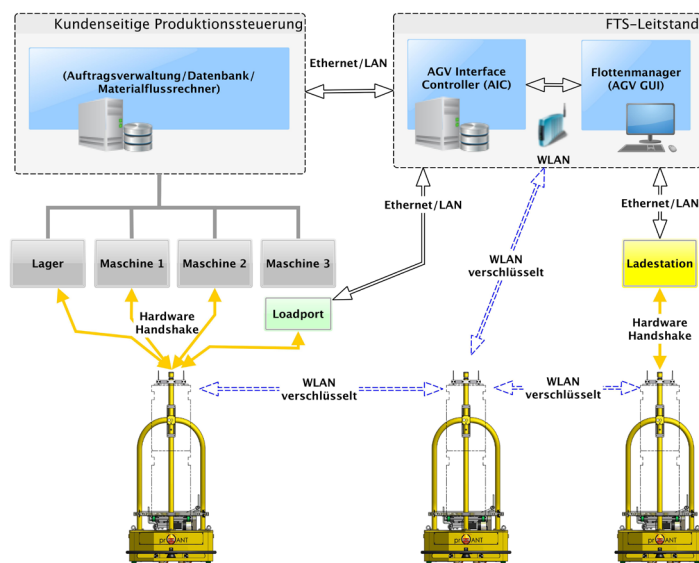 Kundenseitige Produktionssteuerung
FTS-Leitstand
(Auftragsverwaltung/Datenbank/
Materialflussrechner)
Ethernet/LAN
AGV Interface
Controller (AIC)
Flottenmanager
(AGV GUI)
WLAN
Ethernet/LAN
Ethernet/LAN
Lager
Maschine 1
Maschine 2
Maschine 3
WLAN
verschlüsselt
Ladestation
Loadport
Hardware
Handshake
Hardware
Handshake
WLAN
verschlüsselt
WLAN
verschlüsselt